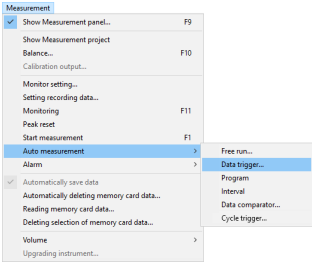 Measurement
Show Measurement panel... F9
Show Measurement project
Balance... F10
Calibration output...
Monitor setting...
Setting recording data...
Monitoring F11
Peak reset
Start measurement F1
Auto measurement >
Alarm >
Automatically save data
Automatically deleting memory card data...
Reading memory card data...
Deleting selection of memory card data...
Volume >
Upgrading instrument...
Free run...
Data trigger...
Program
Interval
Data comparator...
Cycle trigger...